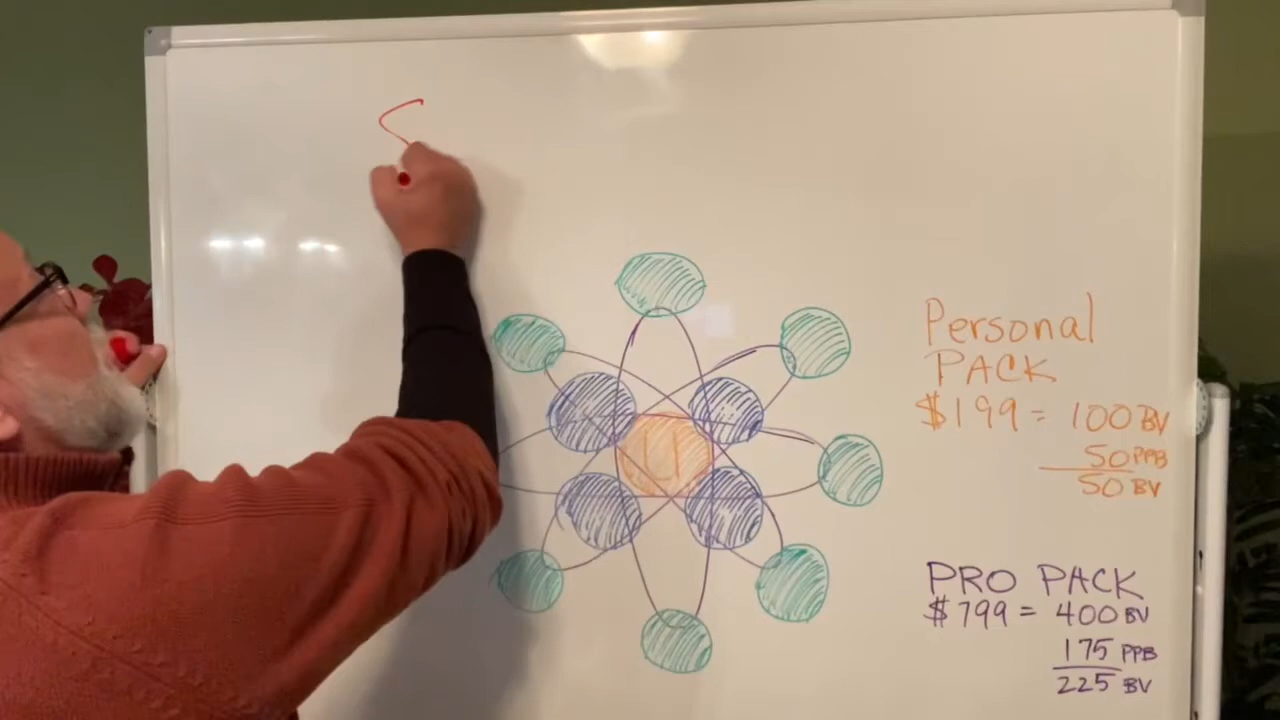 U
Personal
PACK
$199 = 100 BV
50 PPB
50 BV
PRO PACK
$799 = 400 BV
175 PPB
225 BV